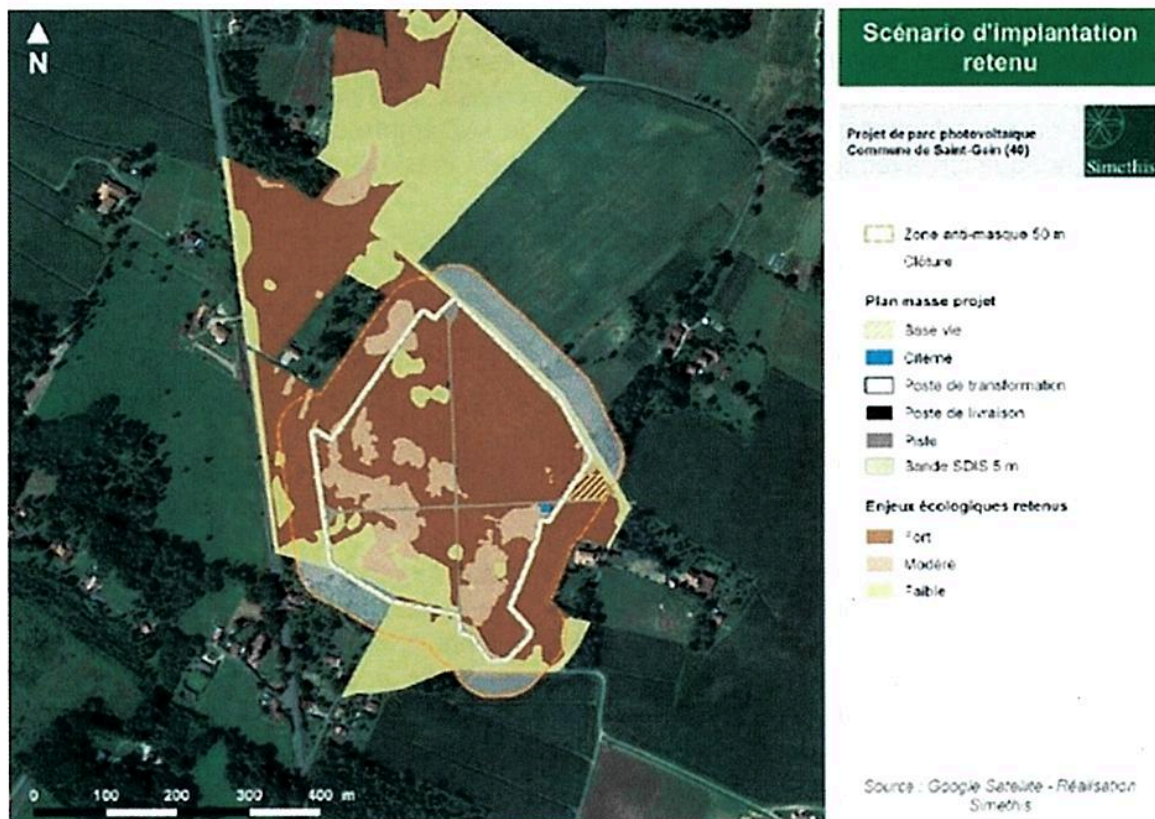 N
Scénario d'implantation
retenu
Projet de parc photovoltaïque
Commune de Saint-Gein (40)
Simethis
Zone anti-masque 50 m
Clôture
Plan masse projet
Base vie
Citerne
Poste de transformation
Poste de livraison
Piste
Bande SDIS 5 m
Enjeux écologiques retenus
Fort
Modéré
Faible
0 100 200 300 400 m
Source : Google Satellite - Réalisation
Simethis